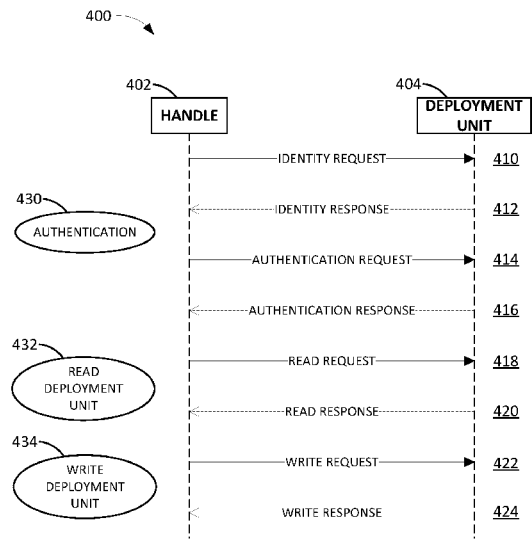 400
402
404
HANDLE
DEPLOYMENT
UNIT
IDENTITY REQUEST
410
430
IDENTITY RESPONSE
412
AUTHENTICATION
AUTHENTICATION REQUEST
414
AUTHENTICATION RESPONSE
416
432
READ REQUEST
418
READ
DEPLOYMENT
UNIT
READ RESPONSE
420
434
WRITE REQUEST
422
WRITE
DEPLOYMENT
UNIT
WRITE RESPONSE
424